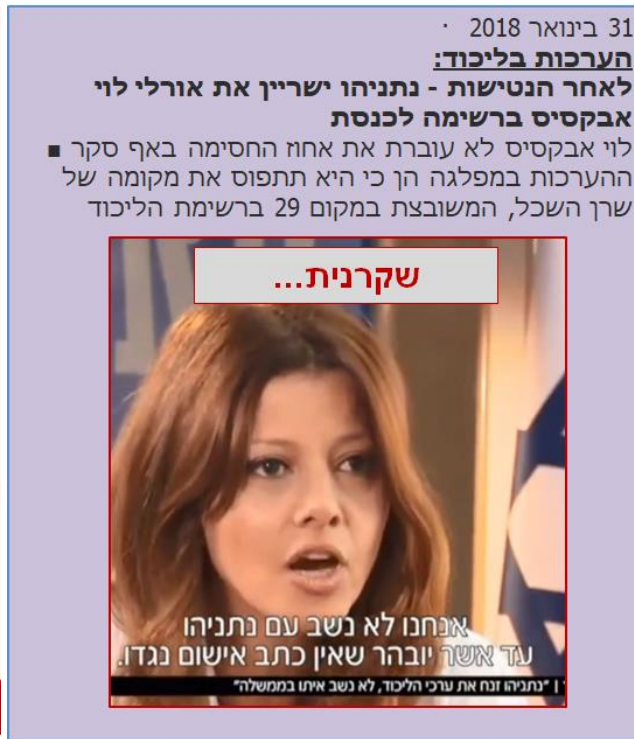 31 בינואר 2018 ·
הערכות בליכוד:
לאחר הנטישות - נתניהו ישריין את אורלי לוי
אבקסיס ברשימה לכנסת
לוי אבקסיס לא עוברת את אחוז החסימה באף סקר ■
ההערכות במפלגה הן כי היא תתפוס את מקומה של
שרן השכל, המשובצת במקום 29 ברשימת הליכוד
שקרנית...
אנחנו לא נשב עם נתניהו
עד אשר יובהר שאין כתב אישום נגדו.
| "נתניהו זנח את ערכי הליכוד, לא נשב איתו בממשלה"